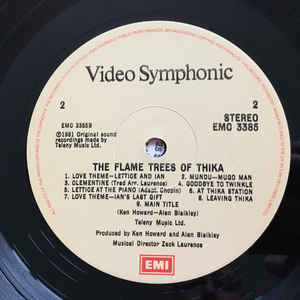 Video Symphonic
2 2
STEREO
EMC 3385B EMC 3385
℗1981 Original sound
recordings made by
Teleny Music Ltd.
THE FLAME TREES OF THIKA
1. LOVE THEME—LETTICE AND IAN 2. MUNDU—MUGO MAN
3. CLEMENTINE (Trad Arr. Laurence) 4. GOODBYE TO TWINKLE
5. LETTICE AT THE PIANO (Adapt. Chopin) 6. AT THIKA STATION
7. LOVE THEME—IAN'S LAST GIFT 8. LEAVING THIKA
9. MAIN TITLE
(Ken Howard—Alan Blaikley)
Teleny Music Ltd.
Produced by Ken Howard and Alan Blaikley
Musical Director Zack Laurence
EMI